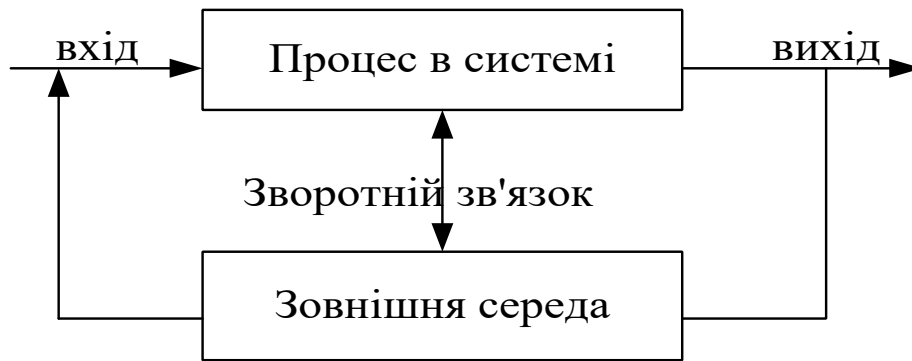 вхід
Процес в системі
вихід
Зворотній зв'язок
Зовнішня середа